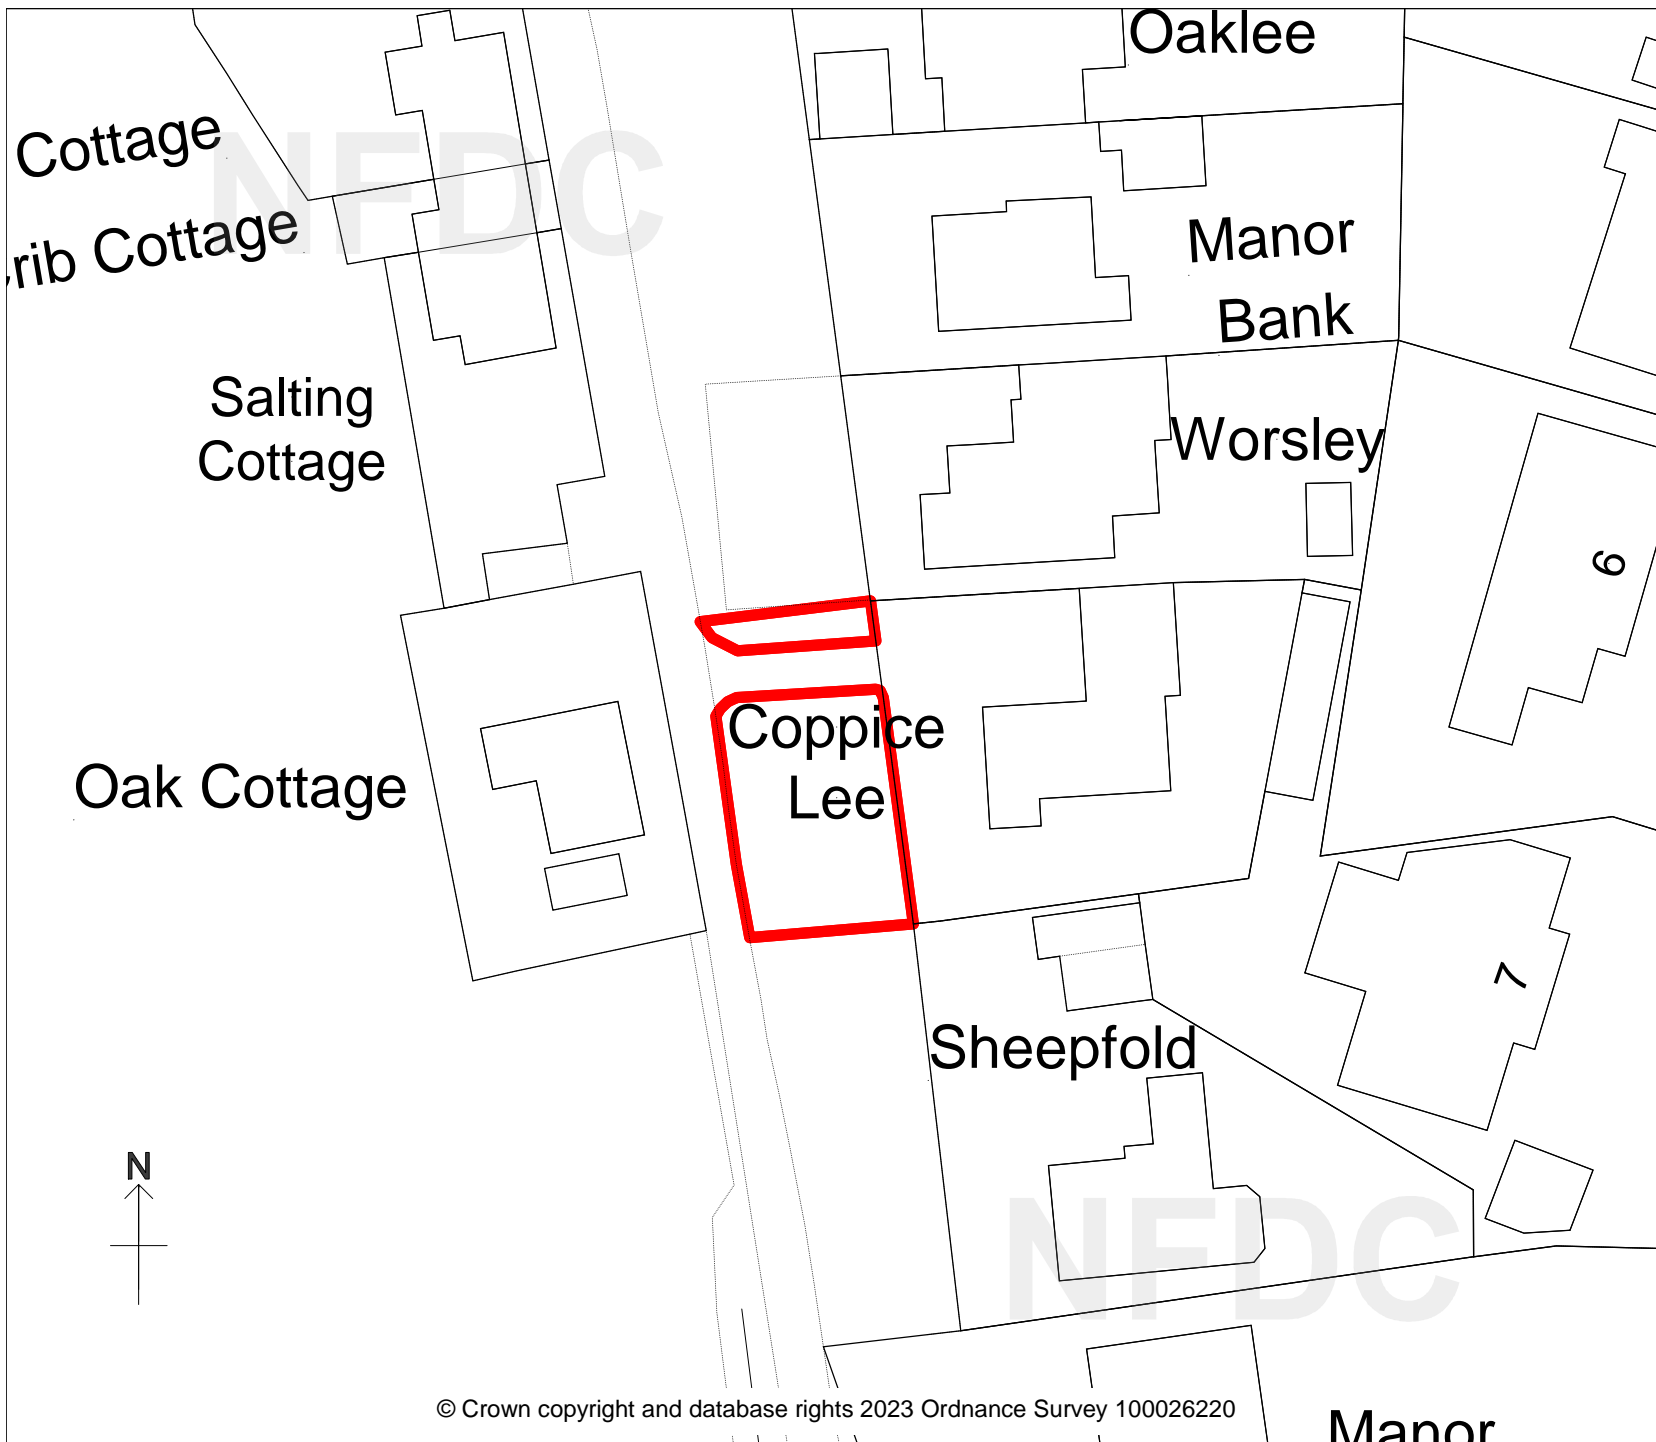 Oaklee
Cottage
NFDC
rib Cottage
Manor
Bank
Salting
Cottage
Worsley
6
Coppice
Lee
Oak Cottage
7
Sheepfold
N
NFDC
© Crown copyright and database rights 2023 Ordnance Survey 100026220
Manor